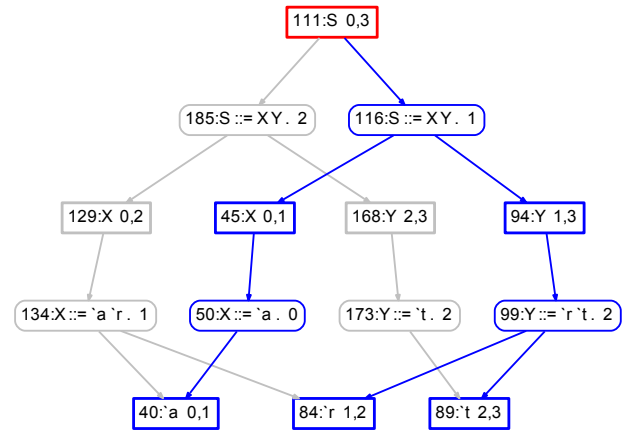 111:S 0,3
185:S ::= X Y . 2
116:S ::= X Y . 1
129:X 0,2
45:X 0,1
168:Y 2,3
94:Y 1,3
134:X ::= `a `r . 1
50:X ::= `a . 0
173:Y ::= `t . 2
99:Y ::= `r `t . 2
40:`a 0,1
84:`r 1,2
89:`t 2,3